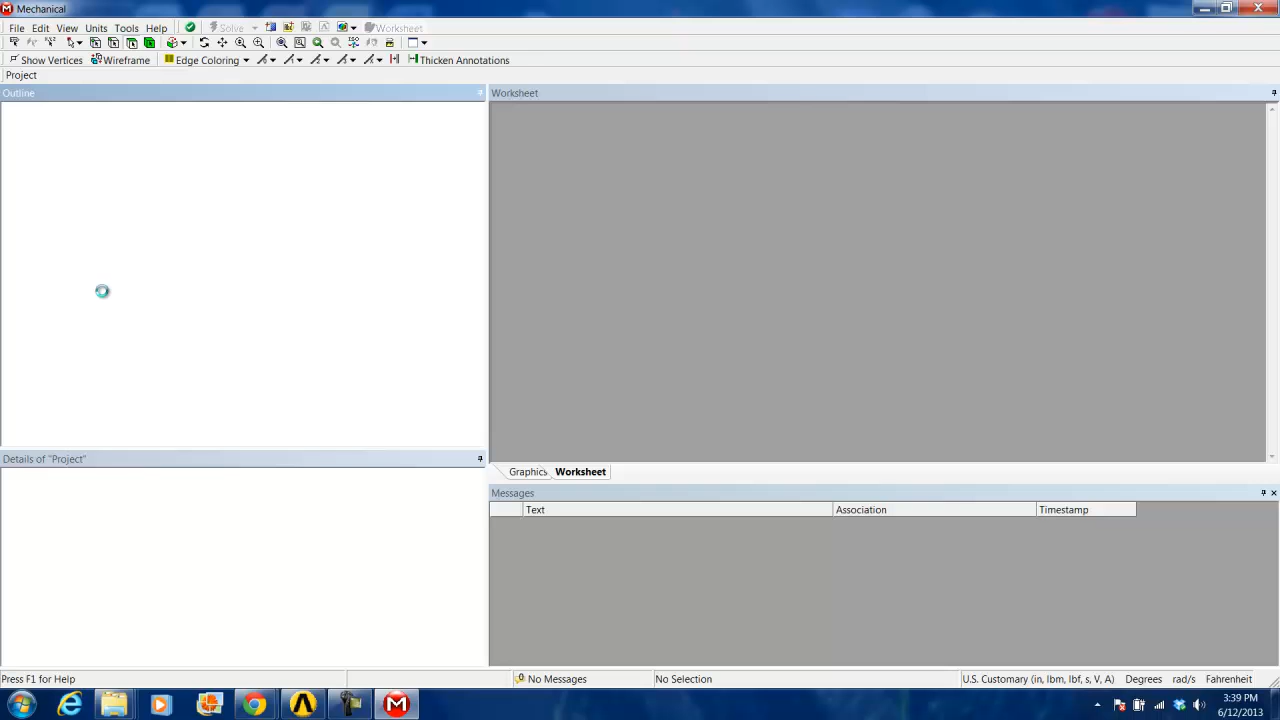 Mechanical
File Edit View Units Tools Help Solve Worksheet
Show Vertices Wireframe Edge Coloring Thicken Annotations
Project
Outline
Worksheet
Details of "Project"
Graphics Worksheet
Messages
Text Association Timestamp
Press F1 for Help No Messages No Selection U.S. Customary (in, lbm, lbf, s, V, A) Degrees rad/s Fahrenheit
3:39 PM
6/12/2013